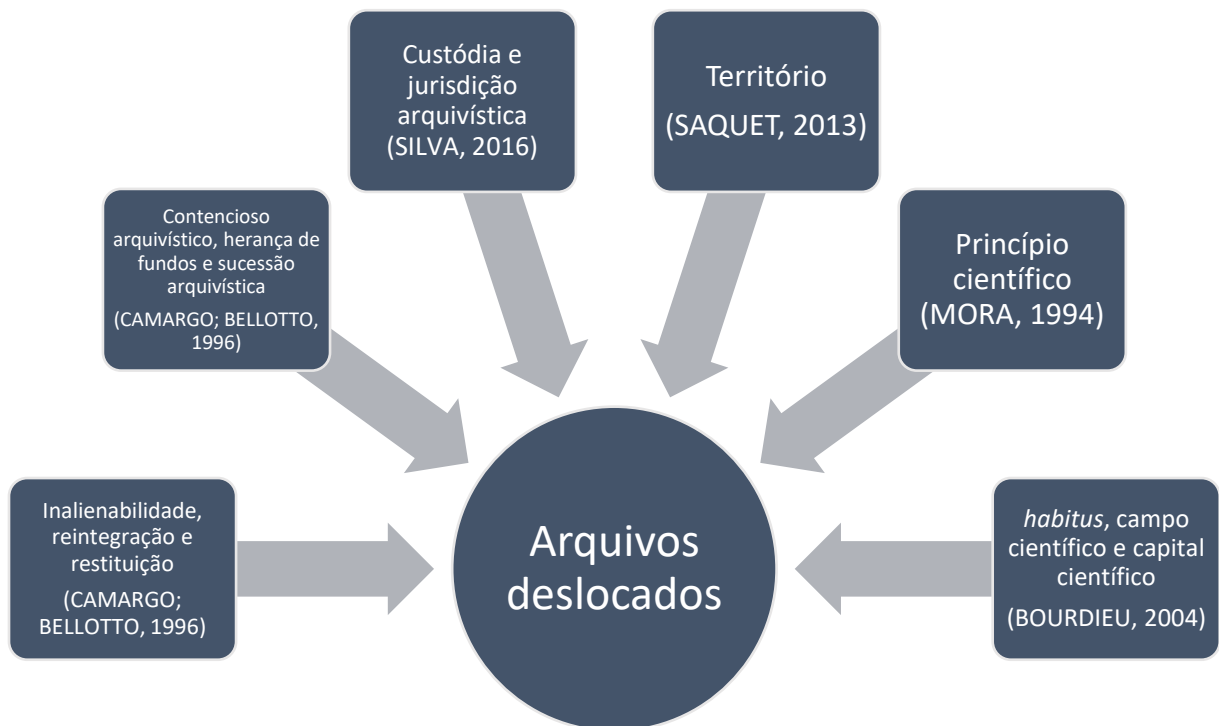 Custódia e
jurisdição
arquivística
(SILVA, 2016)
Território
(SAQUET, 2013)
Contencioso
arquivístico, herança de
fundos e sucessão
arquivística
(CAMARGO; BELLOTTO,
1996)
Princípio
científico
(MORA, 1994)
Inalienabilidade,
reintegração e
restituição
(CAMARGO;
BELLOTTO, 1996)
Arquivos
deslocados
habitus, campo
científico e capital
científico
(BOURDIEU, 2004)